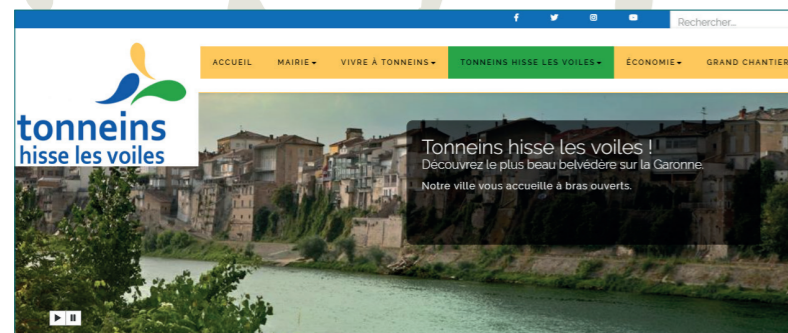 Rechercher...
ACCUEIL MAIRIE VIVRE À TONNEINS TONNEINS HISSE LES VOILES ÉCONOMIE GRAND CHANTIER
tonneins
hisse les voiles
Tonneins hisse les voiles !
Découvrez le plus beau belvédère sur la Garonne.
Notre ville vous accueille à bras ouverts.